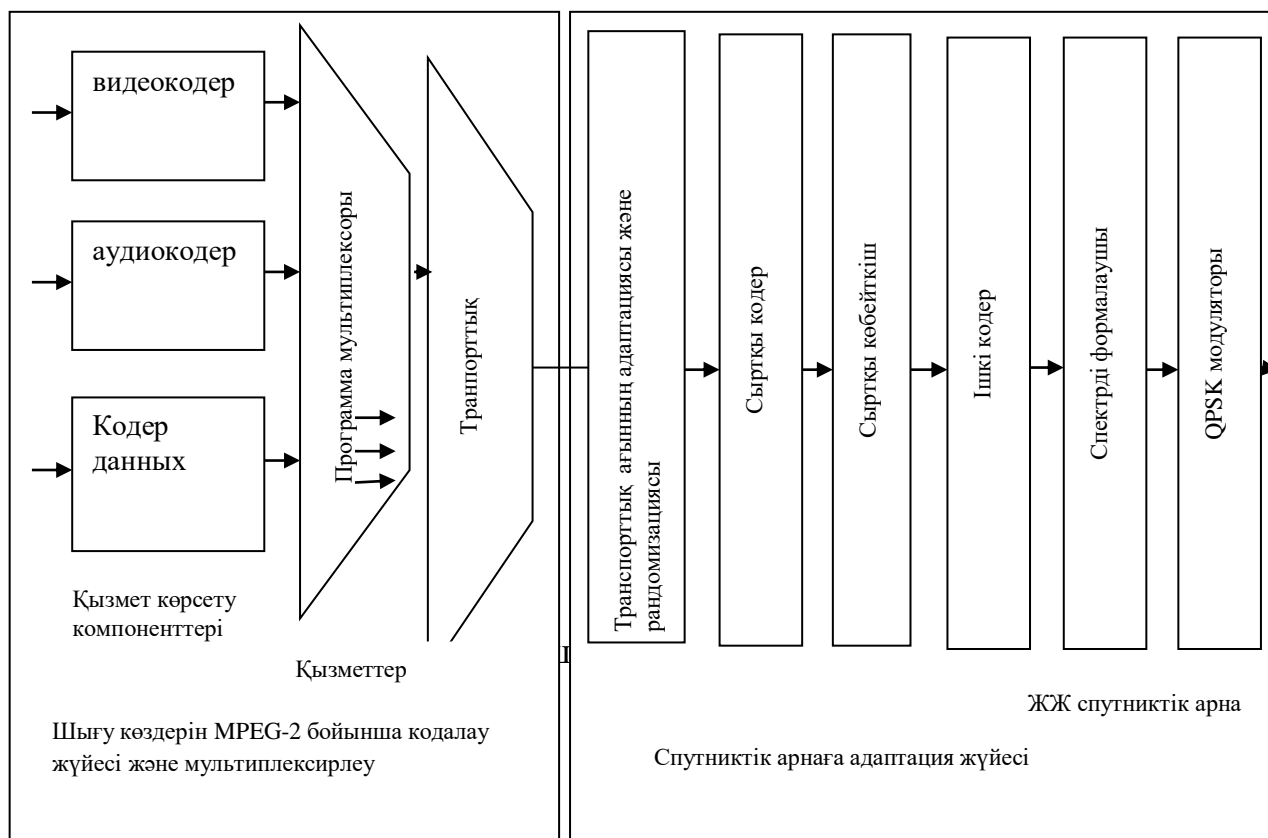 видеокодер
аудиокодер
Кодер
данных
Қызмет көрсету
компоненттері
Программа мультиплексоры
Қызметтер
Транпорттық
Шығу көздерін MPEG-2 бойынша кодалау
жүйесі және мультиплексирлеу
Транспорттық ағынның адаптациясы және
рандомизациясы
Сыртқы кодер
Сыртқы көбейткіш
Ішкі кодер
Спектрді формалаушы
QPSK модуляторы
ЖЖ спутниктік арна
Спутниктік арнаға адаптация жүйесі